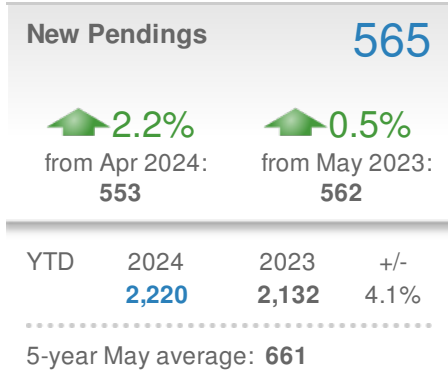 New Pendings 565
2.2% 0.5%
from Apr 2024: from May 2023:
553 562
YTD 2024 2023 +/-
2,220 2,132 4.1%
5-year May average: 661